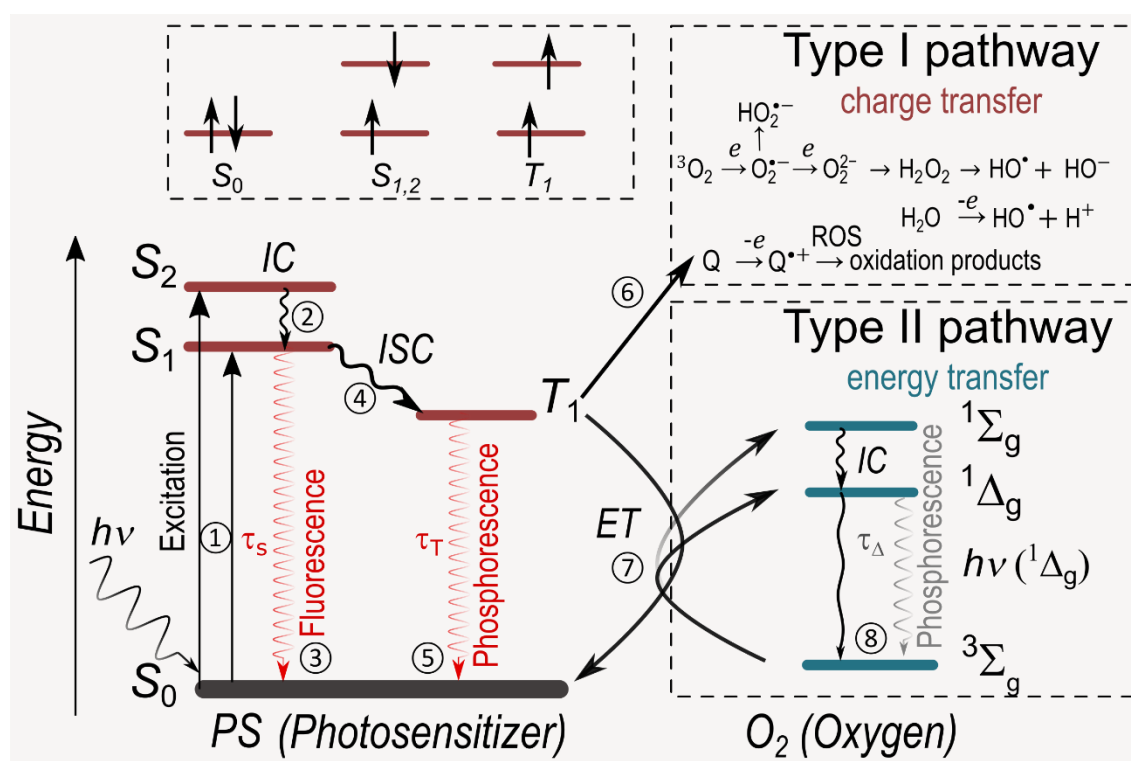 Type I pathway
charge transfer
HO₂•−
↑
³O₂ –e→ O₂•− –e→ O₂²⁻ → H₂O₂ → HO• + HO⁻
H₂O –-e→ HO• + H⁺
Q –-e→ Q•+ –ROS→ oxidation products
S₀
S₁,₂
T₁
Energy
hν
Excitation
①
S₂
IC
②
S₁
ISC
④
T₁
⑥
τs
Fluorescence
③
τT
Phosphorescence
⑤
S₀
PS (Photosensitizer)
ET
⑦
Type II pathway
energy transfer
¹Σg
IC
¹Δg
τΔ
Phosphorescence
hν (¹Δg)
⑧
³Σg
O₂ (Oxygen)